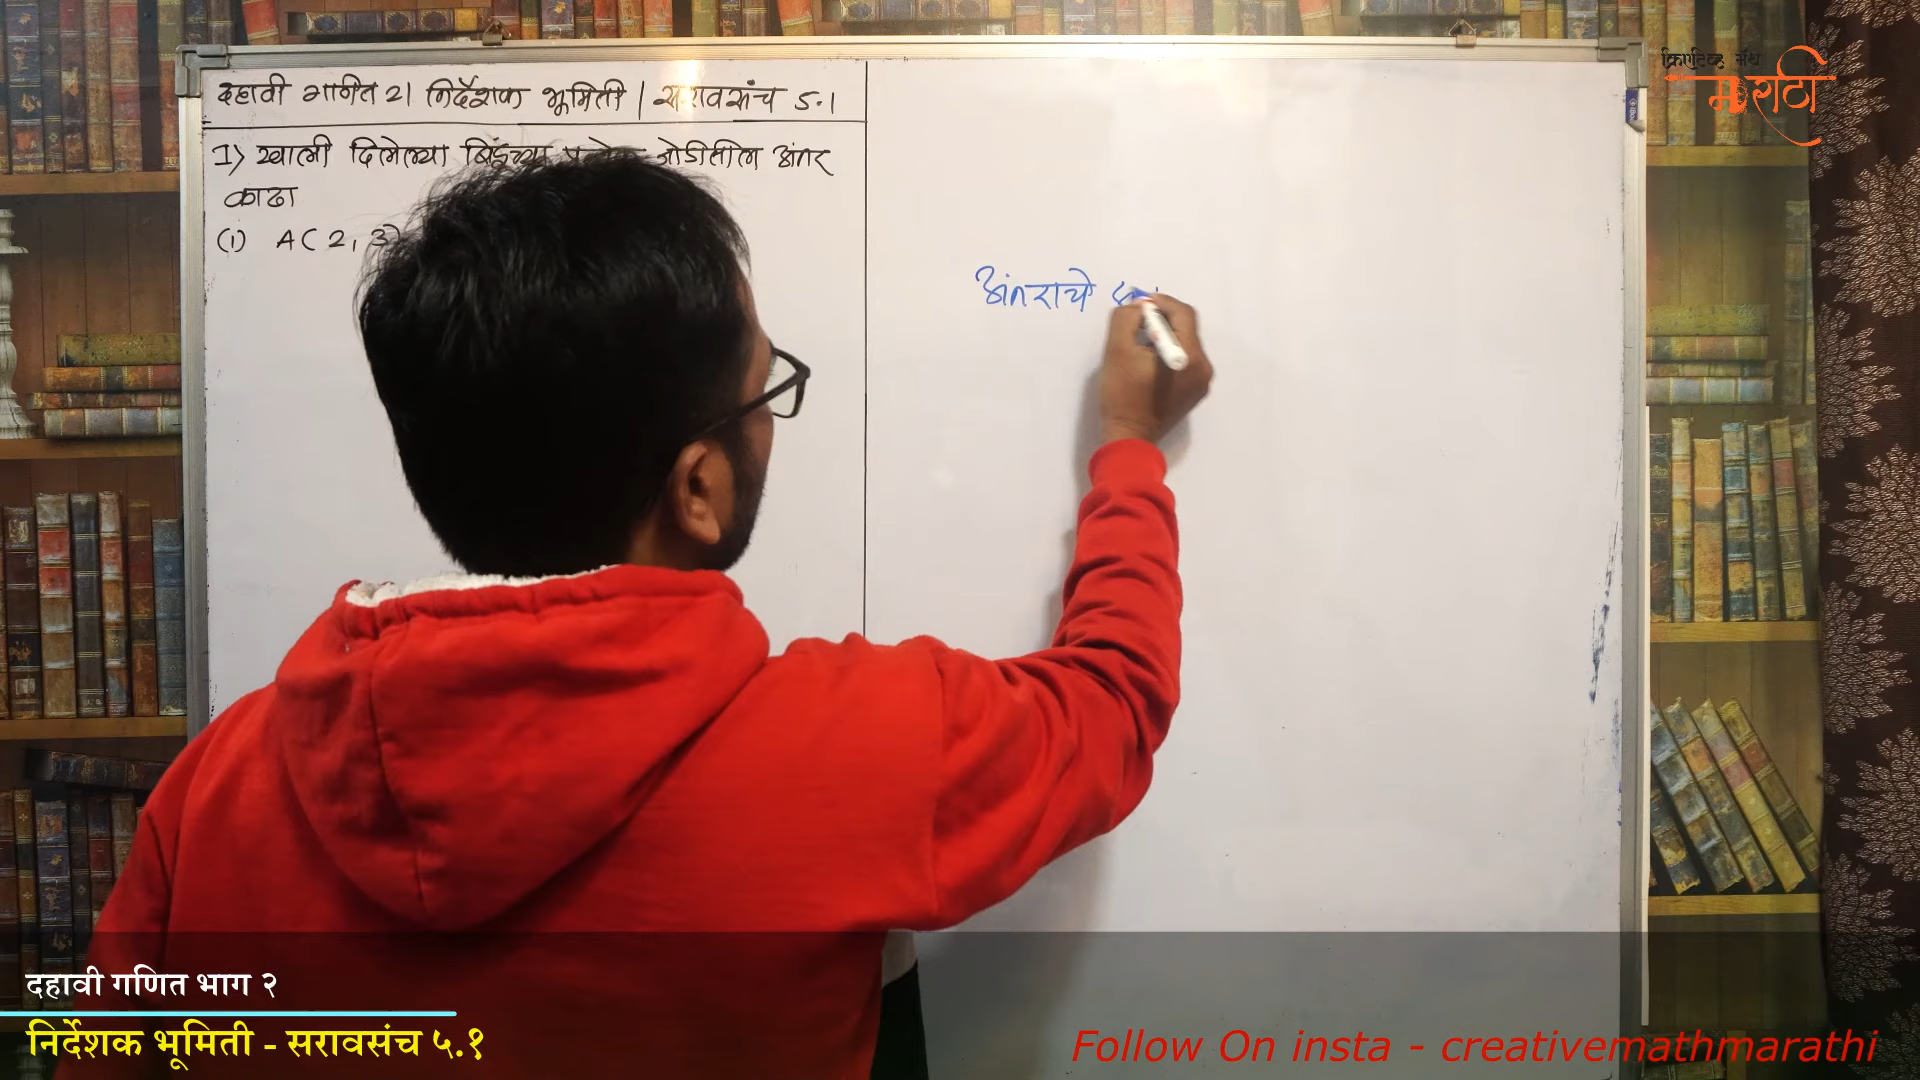 दहावी गणित 2। निर्देशक भूमिती | सरावसंच 5.1
1) खाली दिलेल्या बिंदूंच्या जोडीतील अंतर
काढा
(i) A ( 2, 3)
अंतराचे
क्रिएटिव्ह मॅथ
मराठी
दहावी गणित भाग २
निर्देशक भूमिती - सरावसंच ५.१
Follow On insta - creativemathmarathi